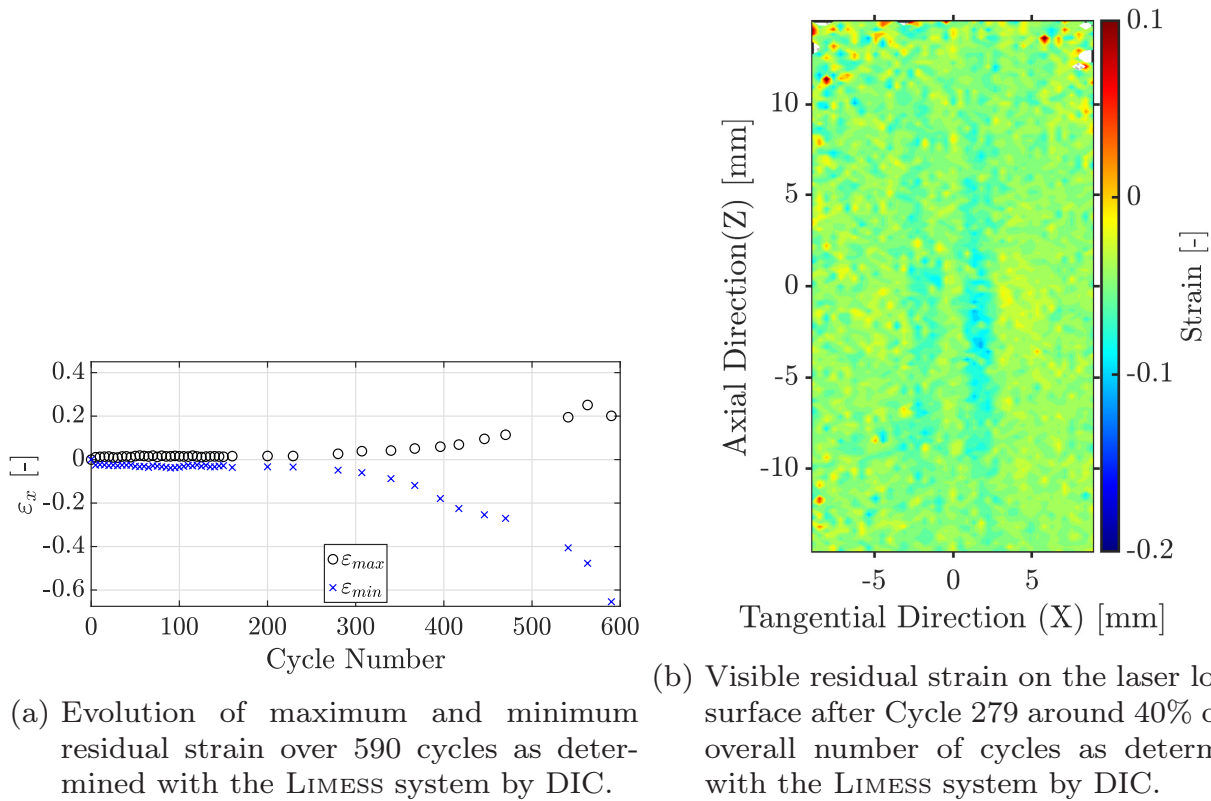 0.4
0.2
0
-0.2
-0.4
-0.6
ε_x [-]
ε_max
ε_min
0 100 200 300 400 500 600
Cycle Number
(a) Evolution of maximum and minimum
residual strain over 590 cycles as deter-
mined with the LIMESS system by DIC.
10
5
0
-5
-10
Axial Direction(Z) [mm]
-5 0 5
Tangential Direction (X) [mm]
0.1
0
-0.1
-0.2
Strain [-]
(b) Visible residual strain on the laser lo
surface after Cycle 279 around 40% o
overall number of cycles as determ
with the LIMESS system by DIC.